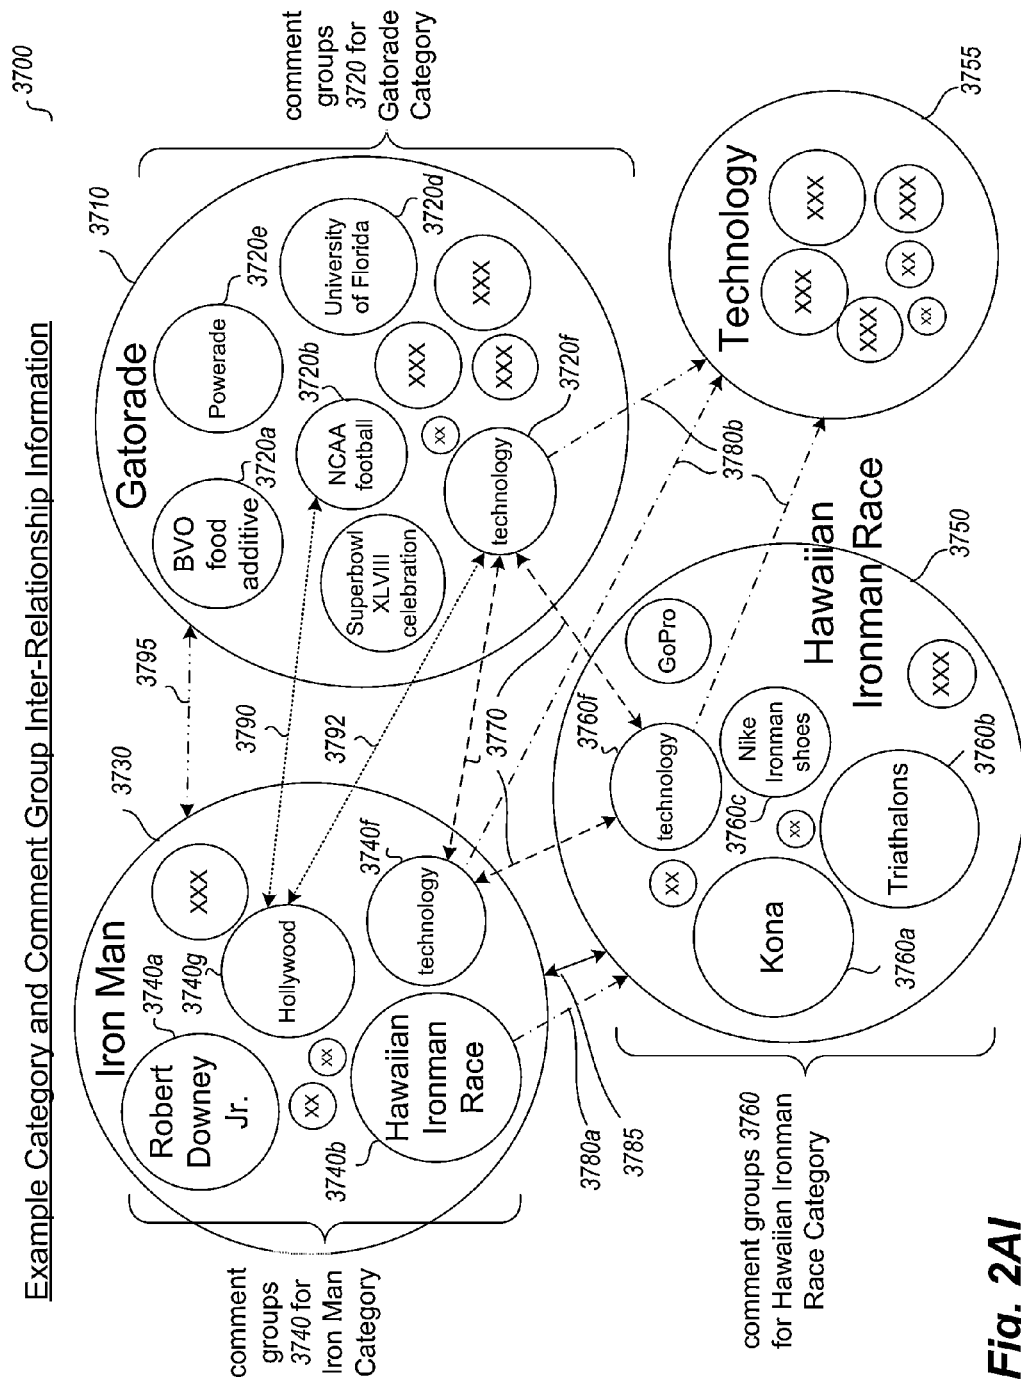 Example Category and Comment Group Inter-Relationship Information
3700
comment
groups
3740 for
Iron Man
Category
Iron Man
3730
Robert
Downey
Jr.
3740a
3740g
XXX
Hollywood
xx
xx
3740b
Hawaiian
Ironman
Race
technology
3740f
3795
3790
3792
3770
Gatorade
3710
BVO
food
additive
3720a
Powerade
3720e
Superbowl
XLVIII
celebration
NCAA
football
3720b
University
of Florida
3720d
xx
XXX
XXX
XXX
technology
3720f
comment
groups
3720 for
Gatorade
Category
3780a
3785
3780b
comment groups 3760
for Hawaiian Ironman
Race Category
Hawaiian
Ironman Race
3750
technology
3760f
GoPro
XX
Kona
3760a
3760c
Nike
Ironman
shoes
xx
Triathalons
3760b
XXX
Technology
3755
XXX
XXX
XXX
XX
XXX
xx
Fig. 2AI